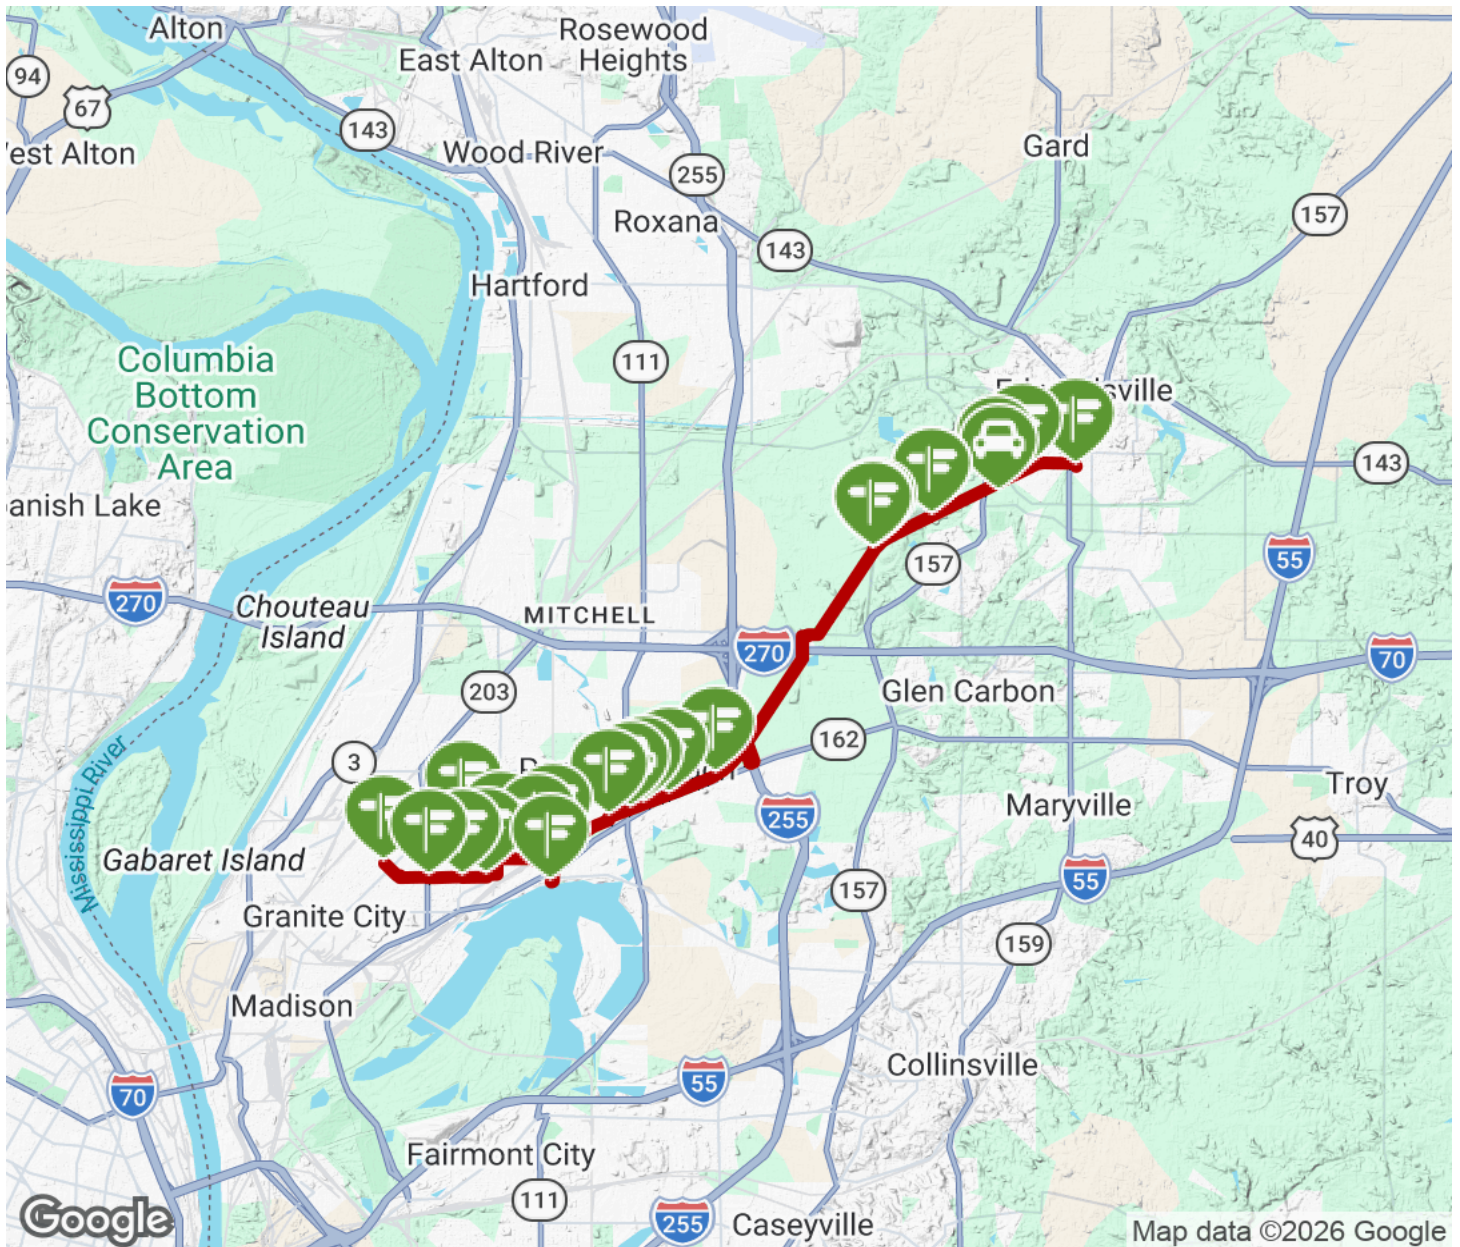 Alton
Rosewood
Heights
East Alton
94
67
143
est Alton
Wood River
Gard
255
157
Roxana
143
Hartford
Columbia
Bottom
Conservation
Area
111
sville
143
anish Lake
157
55
270
Chouteau
Island
MITCHELL
270
70
203
Glen Carbon
3
162
Troy
Mississippi River
Maryville
255
40
Gabaret Island
55
157
Granite City
159
Madison
Collinsville
70
55
Fairmont City
111
255
Caseyville
Google
Map data ©2026 Google